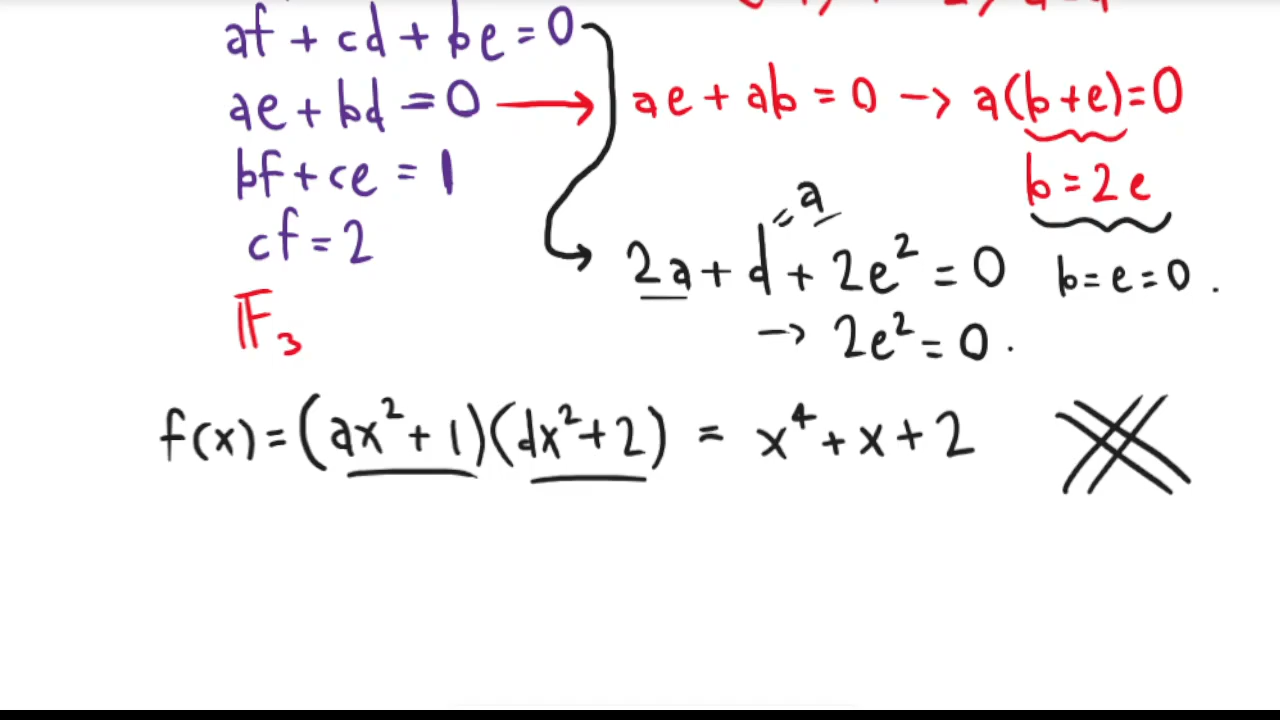 af + cd + be = 0
ae + bd = 0 → ae + ab = 0 → a(b + e) = 0
bf + ce = 1
b = 2e
cf = 2
= a
2a + d + 2e² = 0
b = e = 0 .
→ 2e² = 0 .
𝔽₃
f(x) = (ax² + 1)(dx² + 2) = x⁴ + x + 2